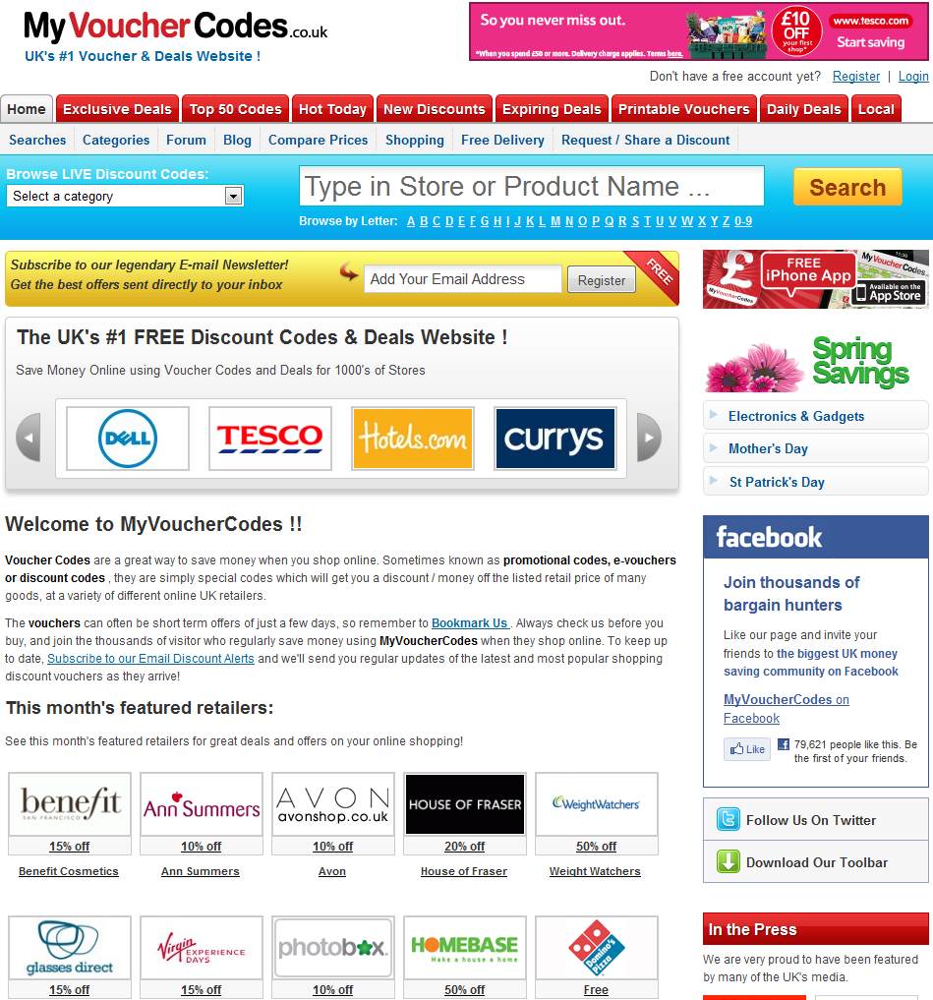 MyVoucherCodes.co.uk
UK's #1 Voucher & Deals Website !
So you never miss out.
*When you spend £50 or more. Delivery charge applies. Terms here.
£10
OFF
your first
shop*
www.tesco.com
Start saving
Don't have a free account yet? Register | Login
Home Exclusive Deals Top 50 Codes Hot Today New Discounts Expiring Deals Printable Vouchers Daily Deals Local
Searches Categories Forum Blog Compare Prices Shopping Free Delivery Request / Share a Discount
Browse LIVE Discount Codes:
Select a category
Type in Store or Product Name ...
Search
Browse by Letter: A B C D E F G H I J K L M N O P Q R S T U V W X Y Z 0-9
Subscribe to our legendary E-mail Newsletter!
Get the best offers sent directly to your inbox
Add Your Email Address
Register
FREE
£
MyVoucherCodes
FREE
iPhone App
11:30
MyVoucherCodes
Available on the
App Store
The UK's #1 FREE Discount Codes & Deals Website !
Save Money Online using Voucher Codes and Deals for 1000's of Stores
DELL
TESCO
Hotels.com
currys
Spring
Savings
Electronics & Gadgets
Mother's Day
St Patrick's Day
Welcome to MyVoucherCodes !!
Voucher Codes are a great way to save money when you shop online. Sometimes known as promotional codes, e-vouchers
or discount codes , they are simply special codes which will get you a discount / money off the listed retail price of many
goods, at a variety of different online UK retailers.
The vouchers can often be short term offers of just a few days, so remember to Bookmark Us . Always check us before you
buy, and join the thousands of visitor who regularly save money using MyVoucherCodes when they shop online. To keep up
to date, Subscribe to our Email Discount Alerts and we'll send you regular updates of the latest and most popular shopping
discount vouchers as they arrive!
facebook
Join thousands of
bargain hunters
Like our page and invite your
friends to the biggest UK money
saving community on Facebook
MyVoucherCodes on
Facebook
Like
79,621 people like this. Be
the first of your friends.
This month's featured retailers:
See this month's featured retailers for great deals and offers on your online shopping!
benefit
SAN FRANCISCO
Ann Summers
AVON
avonshop.co.uk
HOUSE OF FRASER
WeightWatchers
15% off 10% off 10% off 20% off 50% off
Benefit Cosmetics Ann Summers Avon House of Fraser Weight Watchers
Follow Us On Twitter
Download Our Toolbar
glasses direct
Virgin EXPERIENCE
DAYS
photobox
HOMEBASE
Make a house a home
Domino's
Pizza
15% off 15% off 10% off 50% off Free
In the Press
We are very proud to have been featured
by many of the UK's media.